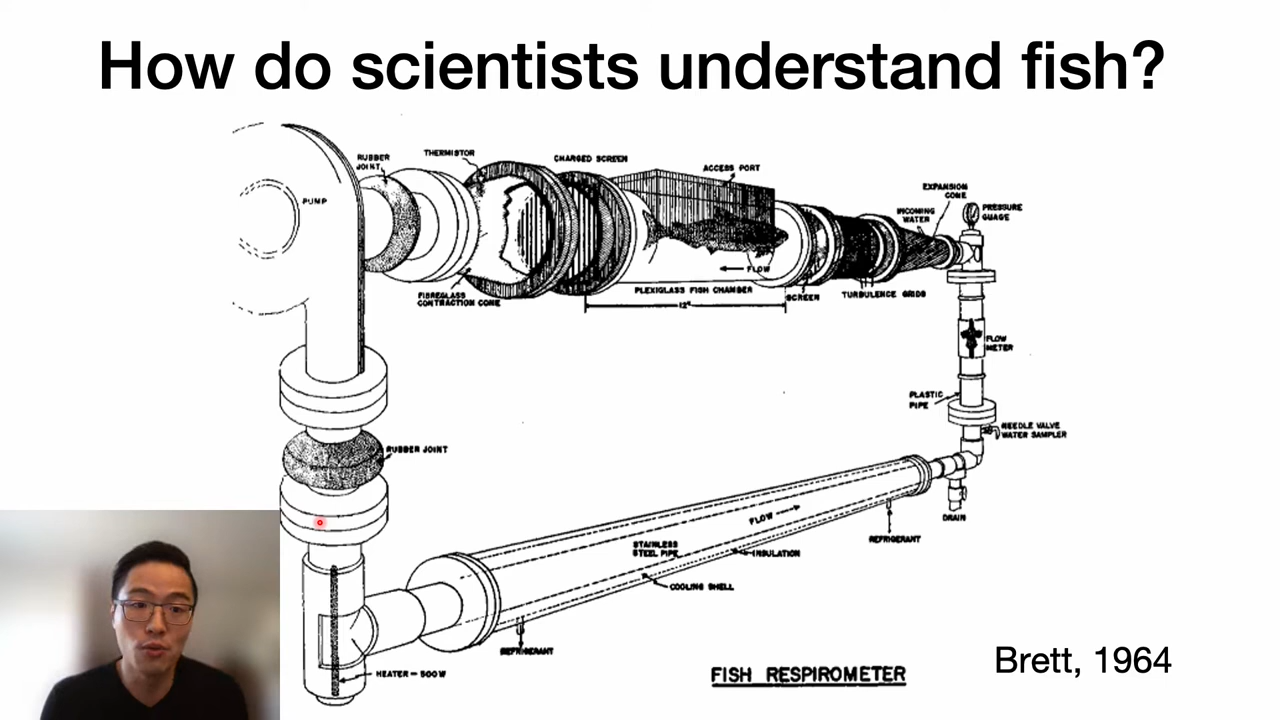 How do scientists understand fish?
RUBBER
JOINT
THERMISTOR
CHARGED SCREEN
ACCESS PORT
EXPANSION
CONE
INCOMING
WATER
PRESSURE
GUAGE
PUMP
FLOW
FIBREGLASS
CONTRACTION CONE
PLEXIGLASS FISH CHAMBER
12"
SCREEN
TURBULENCE GRIDS
FLOW
METER
PLASTIC
PIPE
NEEDLE VALVE
WATER SAMPLER
RUBBER JOINT
DRAIN
FLOW
REFRIGERANT
STAINLESS
STEEL PIPE
INSULATION
COOLING SHELL
REFRIGERANT
HEATER - 500W
FISH RESPIROMETER
Brett, 1964